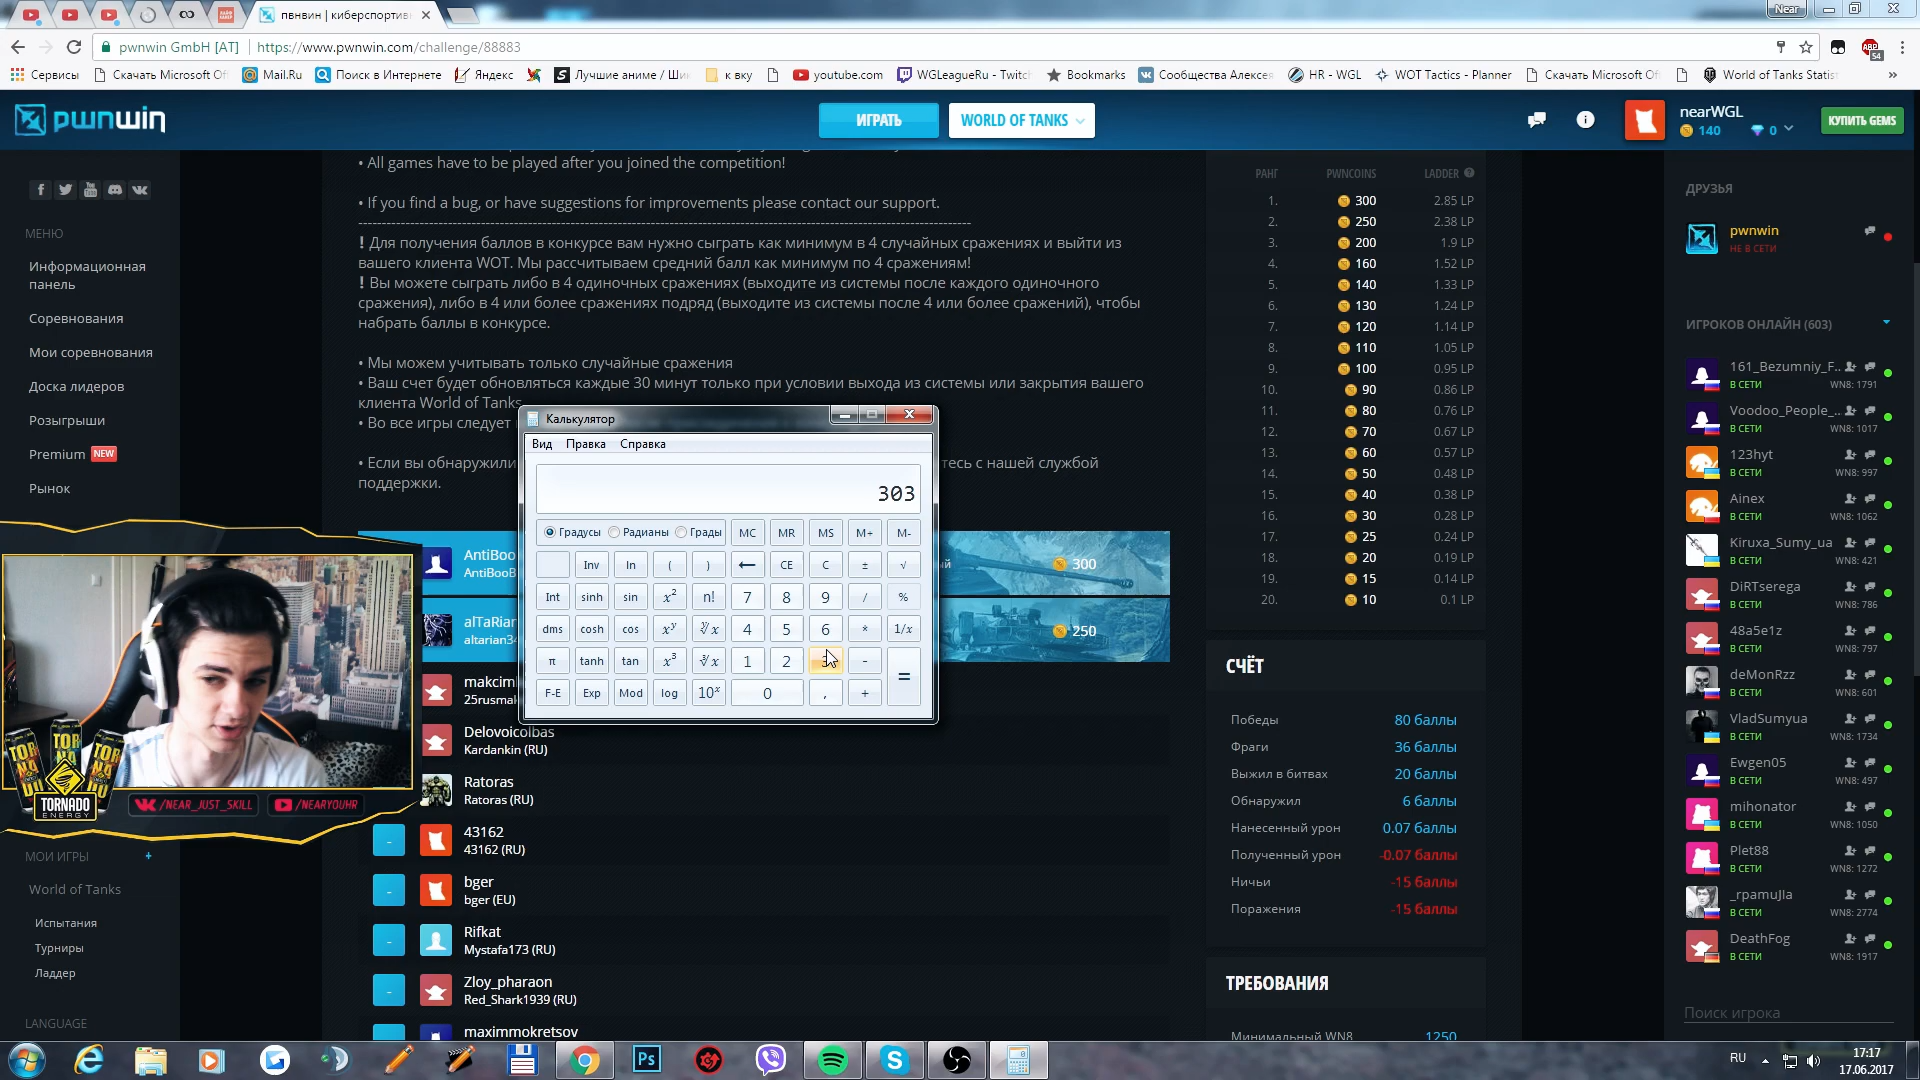 пвнвин | киберспортив
Near
pwnwin GmbH [AT]
https://www.pwnwin.com/challenge/88883
Сервисы
Скачать Microsoft Of
Mail.Ru
Поиск в Интернете
Яндекс
Лучшие аниме / Ши
к вку
youtube.com
WGLeagueRu - Twitc
Bookmarks
Сообщества Алексея
HR - WGL
WOT Tactics - Planner
Скачать Microsoft Of
World of Tanks Statist
pwnwin
ИГРАТЬ
WORLD OF TANKS
nearWGL
140
0
КУПИТЬ GEMS
МЕНЮ
Информационная
панель
Соревнования
Мои соревнования
Доска лидеров
Розыгрыши
Premium NEW
Рынок
• All games have to be played after you joined the competition!
• If you find a bug, or have suggestions for improvements please contact our support.
! Для получения баллов в конкурсе вам нужно сыграть как минимум в 4 случайных сражениях и выйти из
вашего клиента WOT. Мы рассчитываем средний балл как минимум по 4 сражениям!
! Вы можете сыграть либо в 4 одиночных сражениях (выходите из системы после каждого одиночного
сражения), либо в 4 или более сражениях подряд (выходите из системы после 4 или более сражений), чтобы
набрать баллы в конкурсе.
• Мы можем учитывать только случайные сражения
• Ваш счет будет обновляться каждые 30 минут только при условии выхода из системы или закрытия вашего
клиента World of Tanks
• Во все игры следует
• Если вы обнаружили
тесь с нашей службой
поддержки.
Калькулятор
Вид Правка Справка
303
Градусы Радианы Грады MC MR MS M+ M-
Inv ln ( ) ← CE C ± √
Int sinh sin x² n! 7 8 9 / %
dms cosh cos xʸ ʸ√x 4 5 6 * 1/x
π tanh tan x³ ³√x 1 2 3 - =
F-E Exp Mod log 10ˣ 0 , +
AntiBoo
AntiBooB
ый
300
alTaRian
altarian34
250
makciml
25rusmak
Delovoicolbas
Kardankin (RU)
Ratoras
Ratoras (RU)
-
43162
43162 (RU)
-
bger
bger (EU)
-
Rifkat
Mystafa173 (RU)
-
Zloy_pharaon
Red_Shark1939 (RU)
maximmokretsov
TORNADO
ENERGY
/NEAR_JUST_SKILL
/NEARYOUHR
МОИ ИГРЫ +
World of Tanks
Испытания
Турниры
Ладдер
LANGUAGE
РАНГ PWNCOINS LADDER
1. 300 2.85 LP
2. 250 2.38 LP
3. 200 1.9 LP
4. 160 1.52 LP
5. 140 1.33 LP
6. 130 1.24 LP
7. 120 1.14 LP
8. 110 1.05 LP
9. 100 0.95 LP
10. 90 0.86 LP
11. 80 0.76 LP
12. 70 0.67 LP
13. 60 0.57 LP
14. 50 0.48 LP
15. 40 0.38 LP
16. 30 0.28 LP
17. 25 0.24 LP
18. 20 0.19 LP
19. 15 0.14 LP
20. 10 0.1 LP
СЧЁТ
Победы 80 баллы
Фраги 36 баллы
Выжил в битвах 20 баллы
Обнаружил 6 баллы
Нанесенный урон 0.07 баллы
Полученный урон -0.07 баллы
Ничьи -15 баллы
Поражения -15 баллы
ТРЕБОВАНИЯ
Минимальный WN8 1250
ДРУЗЬЯ
pwnwin
НЕ В СЕТИ
ИГРОКОВ ОНЛАЙН (603)
161_Bezumniy_F..
В СЕТИ WN8: 1791
Voodoo_People_..
В СЕТИ WN8: 1017
123hyt
В СЕТИ WN8: 997
Ainex
В СЕТИ WN8: 1062
Kiruxa_Sumy_ua
В СЕТИ WN8: 421
DiRTserega
В СЕТИ WN8: 786
48a5e1z
В СЕТИ WN8: 797
deMonRzz
В СЕТИ WN8: 601
VladSumyua
В СЕТИ WN8: 1734
Ewgen05
В СЕТИ WN8: 497
mihonator
В СЕТИ WN8: 1050
Plet88
В СЕТИ WN8: 1272
_rpamuJIa
В СЕТИ WN8: 2774
DeathFog
В СЕТИ WN8: 1917
Поиск игрока
RU
17:17
17.06.2017